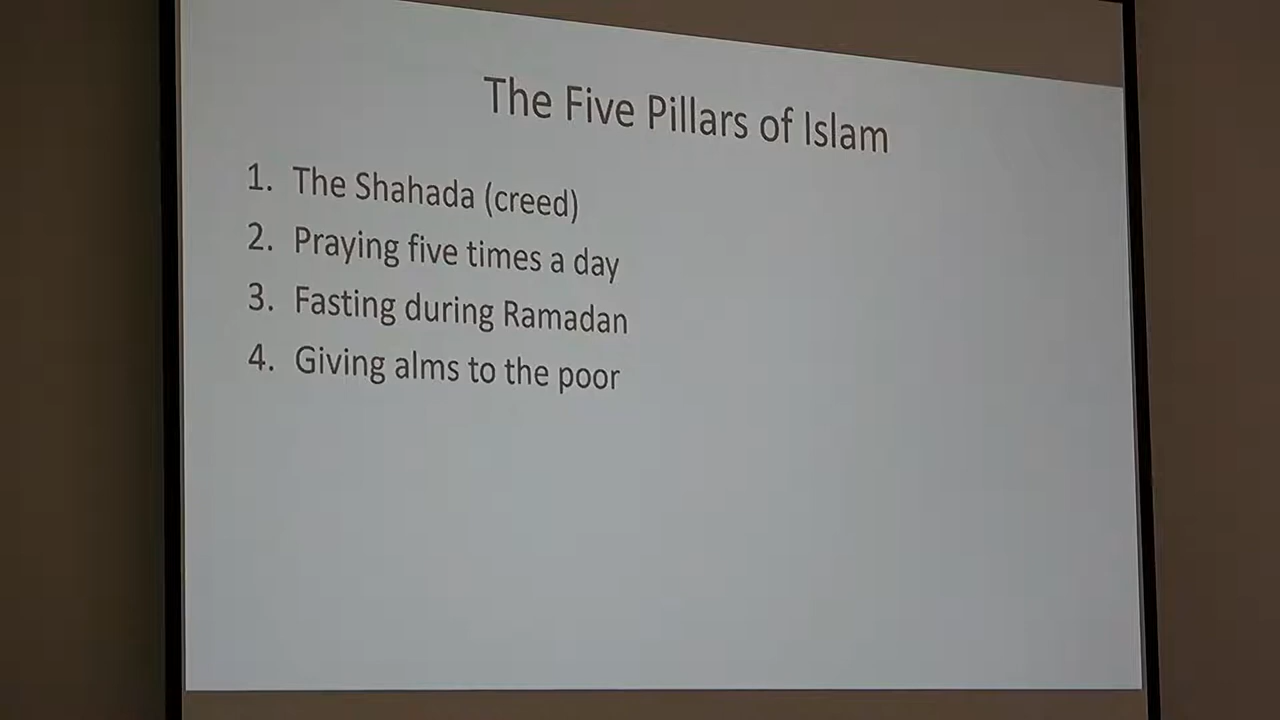 The Five Pillars of Islam
1. The Shahada (creed)
2. Praying five times a day
3. Fasting during Ramadan
4. Giving alms to the poor